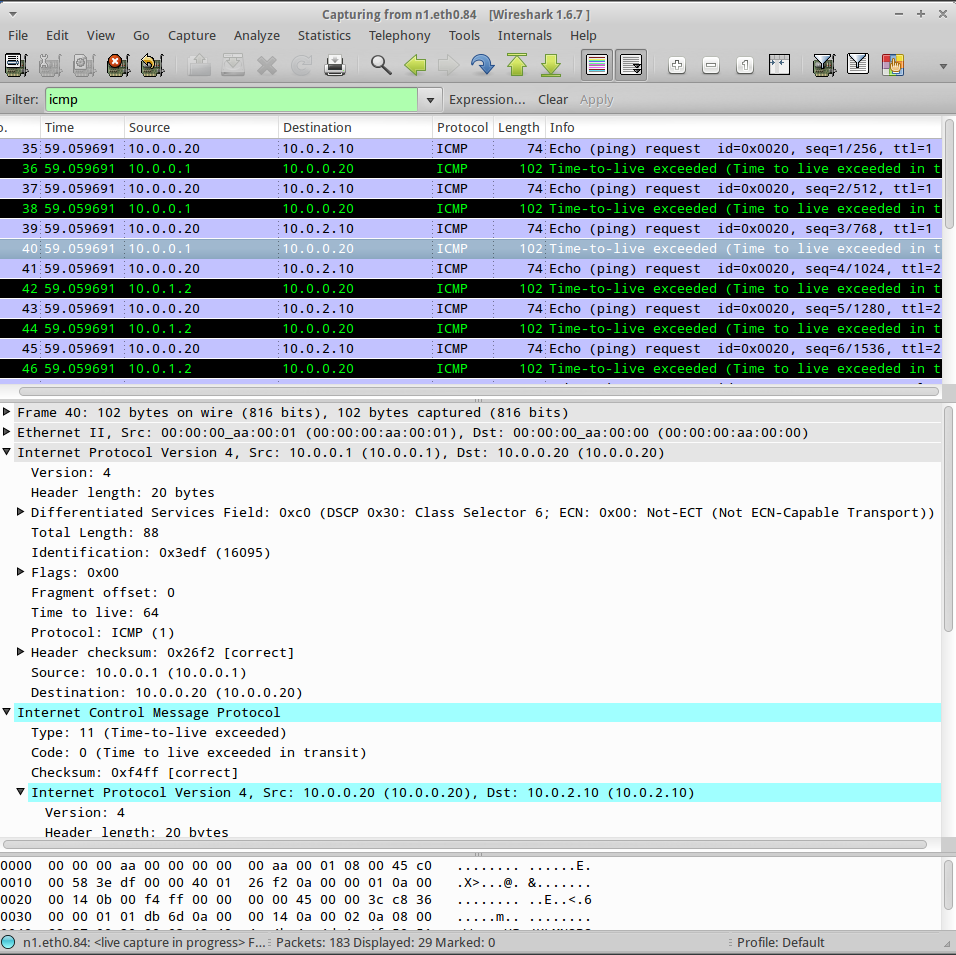 Capturing from n1.eth0.84    [Wireshark 1.6.7 ]
File Edit View Go Capture Analyze Statistics Telephony Tools Internals Help
Filter: icmp Expression... Clear Apply
o. Time Source Destination Protocol Length Info
35 59.059691 10.0.0.20 10.0.2.10 ICMP 74 Echo (ping) request  id=0x0020, seq=1/256, ttl=1
36 59.059691 10.0.0.1 10.0.0.20 ICMP 102 Time-to-live exceeded (Time to live exceeded in t
37 59.059691 10.0.0.20 10.0.2.10 ICMP 74 Echo (ping) request  id=0x0020, seq=2/512, ttl=1
38 59.059691 10.0.0.1 10.0.0.20 ICMP 102 Time-to-live exceeded (Time to live exceeded in t
39 59.059691 10.0.0.20 10.0.2.10 ICMP 74 Echo (ping) request  id=0x0020, seq=3/768, ttl=1
40 59.059691 10.0.0.1 10.0.0.20 ICMP 102 Time-to-live exceeded (Time to live exceeded in t
41 59.059691 10.0.0.20 10.0.2.10 ICMP 74 Echo (ping) request  id=0x0020, seq=4/1024, ttl=2
42 59.059691 10.0.1.2 10.0.0.20 ICMP 102 Time-to-live exceeded (Time to live exceeded in t
43 59.059691 10.0.0.20 10.0.2.10 ICMP 74 Echo (ping) request  id=0x0020, seq=5/1280, ttl=2
44 59.059691 10.0.1.2 10.0.0.20 ICMP 102 Time-to-live exceeded (Time to live exceeded in t
45 59.059691 10.0.0.20 10.0.2.10 ICMP 74 Echo (ping) request  id=0x0020, seq=6/1536, ttl=2
46 59.059691 10.0.1.2 10.0.0.20 ICMP 102 Time-to-live exceeded (Time to live exceeded in t
Frame 40: 102 bytes on wire (816 bits), 102 bytes captured (816 bits)
Ethernet II, Src: 00:00:00_aa:00:01 (00:00:00:aa:00:01), Dst: 00:00:00_aa:00:00 (00:00:00:aa:00:00)
Internet Protocol Version 4, Src: 10.0.0.1 (10.0.0.1), Dst: 10.0.0.20 (10.0.0.20)
Version: 4
Header length: 20 bytes
Differentiated Services Field: 0xc0 (DSCP 0x30: Class Selector 6; ECN: 0x00: Not-ECT (Not ECN-Capable Transport))
Total Length: 88
Identification: 0x3edf (16095)
Flags: 0x00
Fragment offset: 0
Time to live: 64
Protocol: ICMP (1)
Header checksum: 0x26f2 [correct]
Source: 10.0.0.1 (10.0.0.1)
Destination: 10.0.0.20 (10.0.0.20)
Internet Control Message Protocol
Type: 11 (Time-to-live exceeded)
Code: 0 (Time to live exceeded in transit)
Checksum: 0xf4ff [correct]
Internet Protocol Version 4, Src: 10.0.0.20 (10.0.0.20), Dst: 10.0.2.10 (10.0.2.10)
Version: 4
Header length: 20 bytes
0000  00 00 00 aa 00 00 00 00  00 aa 00 01 08 00 45 c0   ........ ......E.
0010  00 58 3e df 00 00 40 01  26 f2 0a 00 00 01 0a 00   .X>...@. &.......
0020  00 14 0b 00 f4 ff 00 00  00 00 45 00 00 3c c8 36   ........ ..E..<.6
0030  00 00 01 01 db 6d 0a 00  00 14 0a 00 02 0a 08 00   .....m.. ........
n1.eth0.84: <live capture in progress> F... Packets: 183 Displayed: 29 Marked: 0 Profile: Default